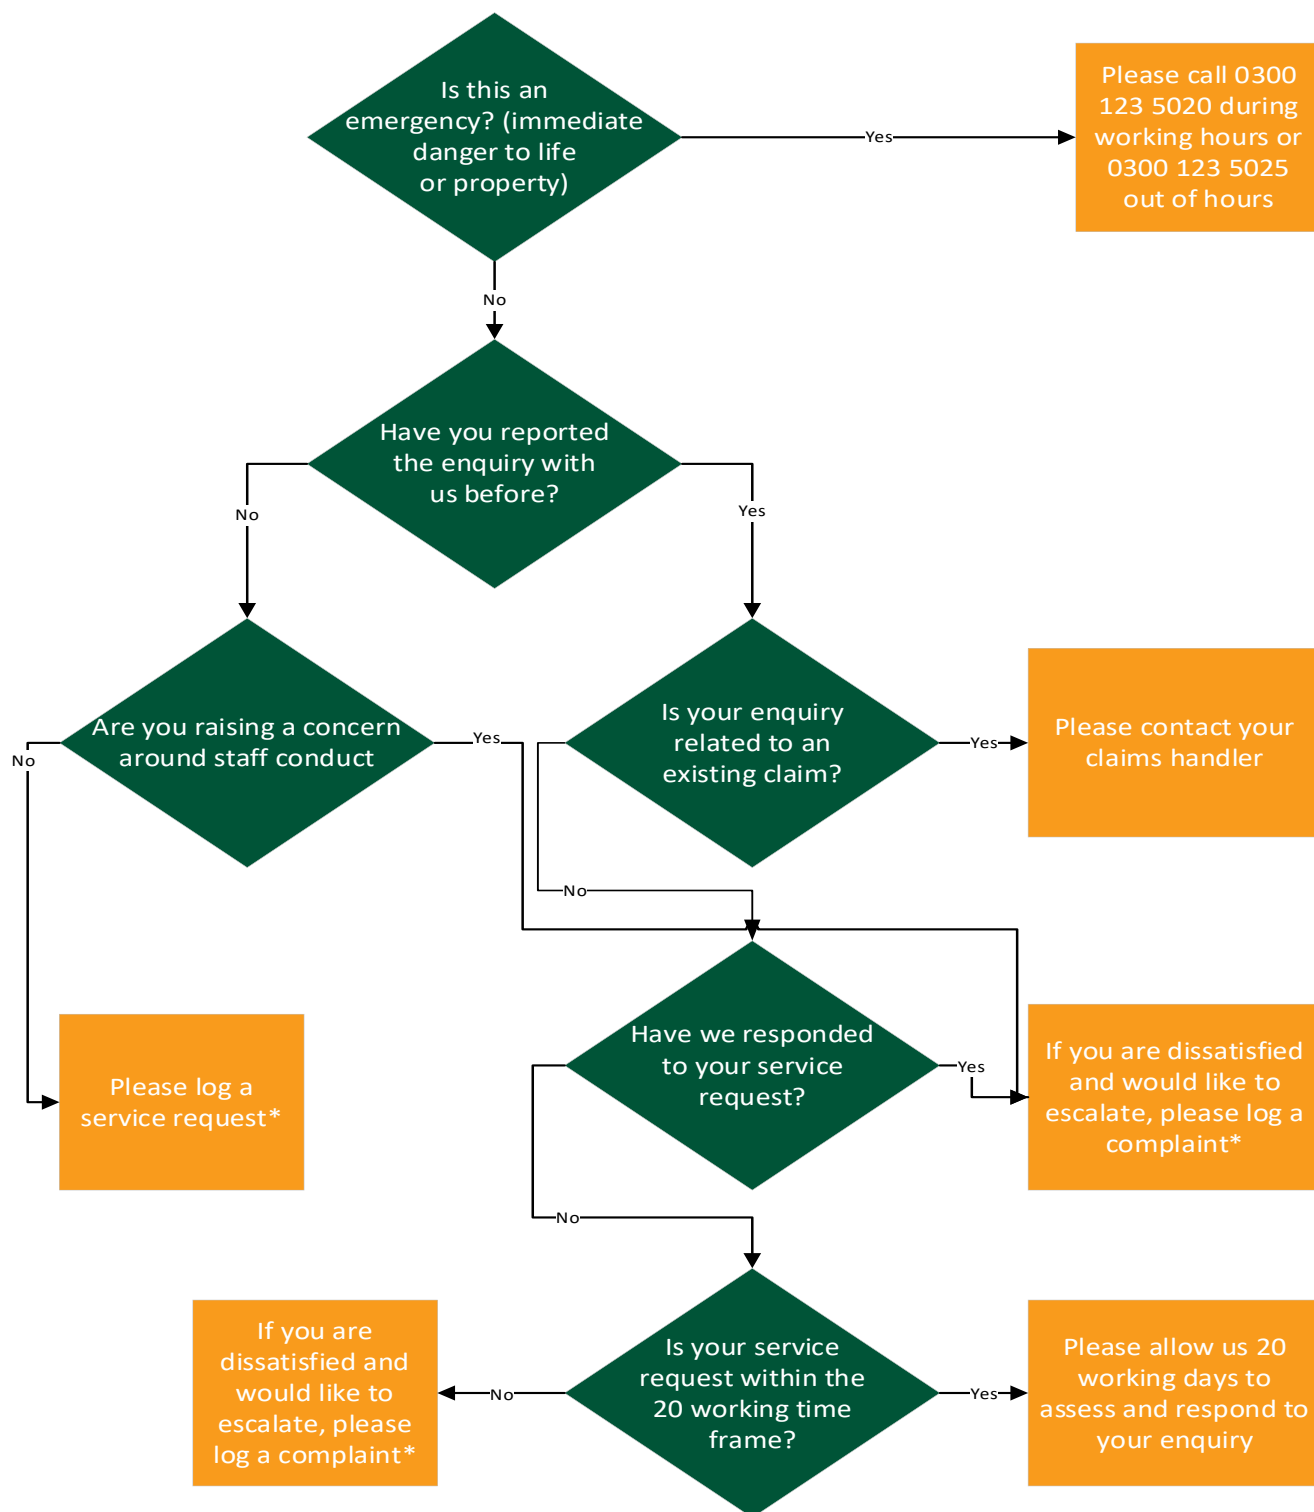 Is this an
emergency? (immediate
danger to life
or property)
Yes
Please call 0300
123 5020 during
working hours or
0300 123 5025
out of hours
No
Have you reported
the enquiry with
us before?
No
Yes
Are you raising a concern
around staff conduct
No
Yes
Is your enquiry
related to an
existing claim?
Yes
Please contact your
claims handler
No
Please log a
service request*
Have we responded
to your service
request?
Yes
If you are dissatisfied
and would like to
escalate, please log a
complaint*
No
If you are
dissatisfied and
would like to
escalate, please
log a complaint*
No
Is your service
request within the
20 working time
frame?
Yes
Please allow us 20
working days to
assess and respond to
your enquiry